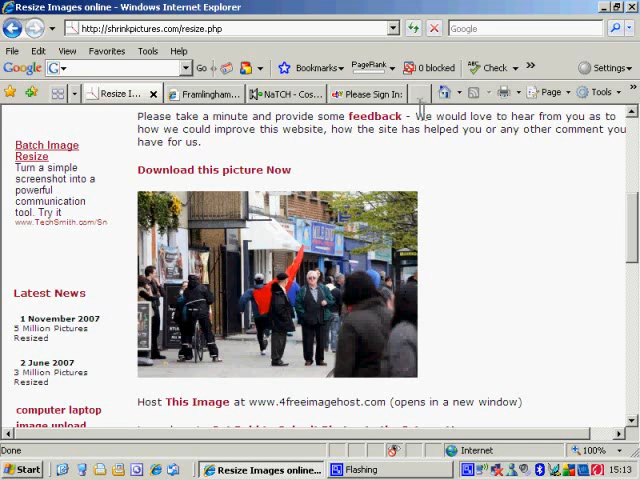 Resize Images online - Windows Internet Explorer
http://shrinkpictures.com/resize.php
Google
File Edit View Favorites Tools Help
Google G Go Bookmarks PageRank 0 blocked Check Settings
Resize I... Framlingham... NaTCH - Cos... Please Sign In: Page Tools
Please take a minute and provide some feedback - We would love to hear from you as to
how we could improve this website, how the site has helped you or any other comment you
have for us.
Batch Image
Resize
Turn a simple
screenshot into a
powerful
communication
tool. Try it
www.TechSmith.com/Sn
Download this picture Now
Latest News
1 November 2007
5 Million Pictures
Resized
2 June 2007
3 Million Pictures
Resized
computer laptop
image upload
Host This Image at www.4freeimagehost.com (opens in a new window)
Done Internet 100%
Start Resize Images online... Flashing 15:13